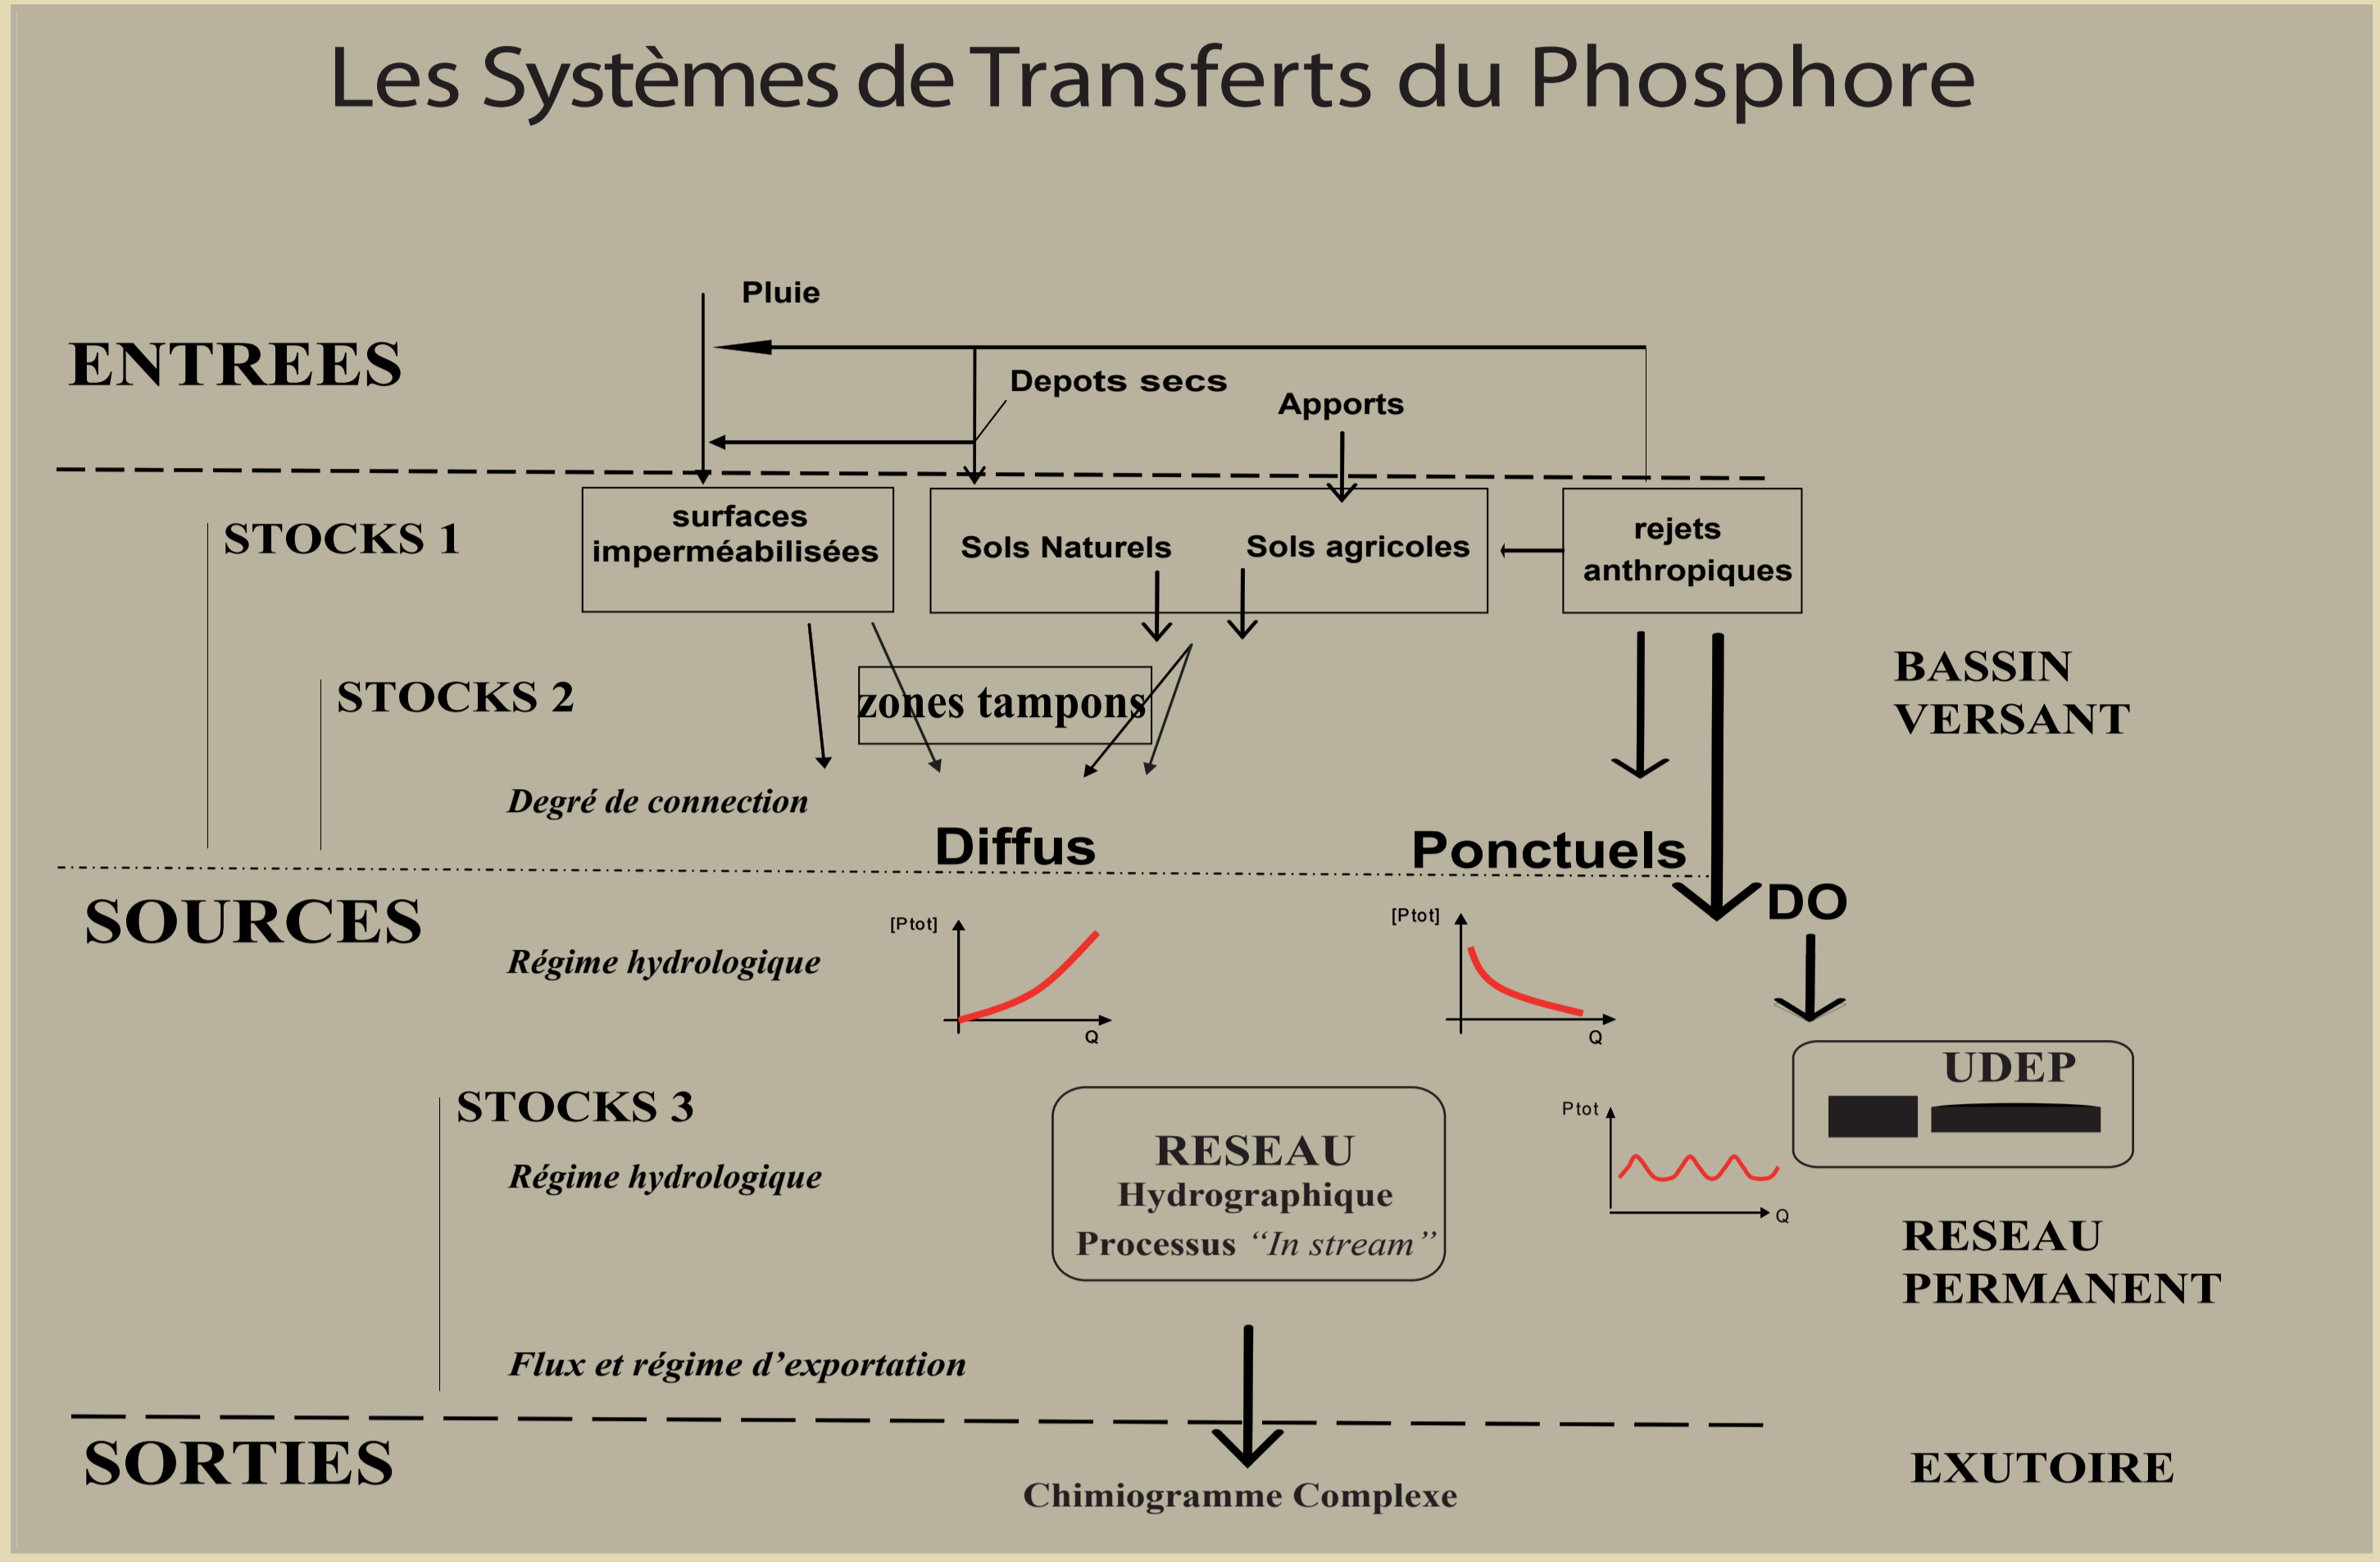 Les Systèmes de Transferts du Phosphore
Pluie
ENTREES
Depots secs
Apports
STOCKS 1
surfaces
imperméabilisées
Sols Naturels
Sols agricoles
rejets
anthropiques
STOCKS 2
zones tampons
BASSIN
VERSANT
Degré de connection
Diffus
Ponctuels
SOURCES
DO
[Ptot]
Q
[Ptot]
Q
Régime hydrologique
UDEP
STOCKS 3
Régime hydrologique
RESEAU
Hydrographique
Processus “In stream”
Ptot
Q
RESEAU
PERMANENT
Flux et régime d’exportation
SORTIES
Chimiogramme Complexe
EXUTOIRE